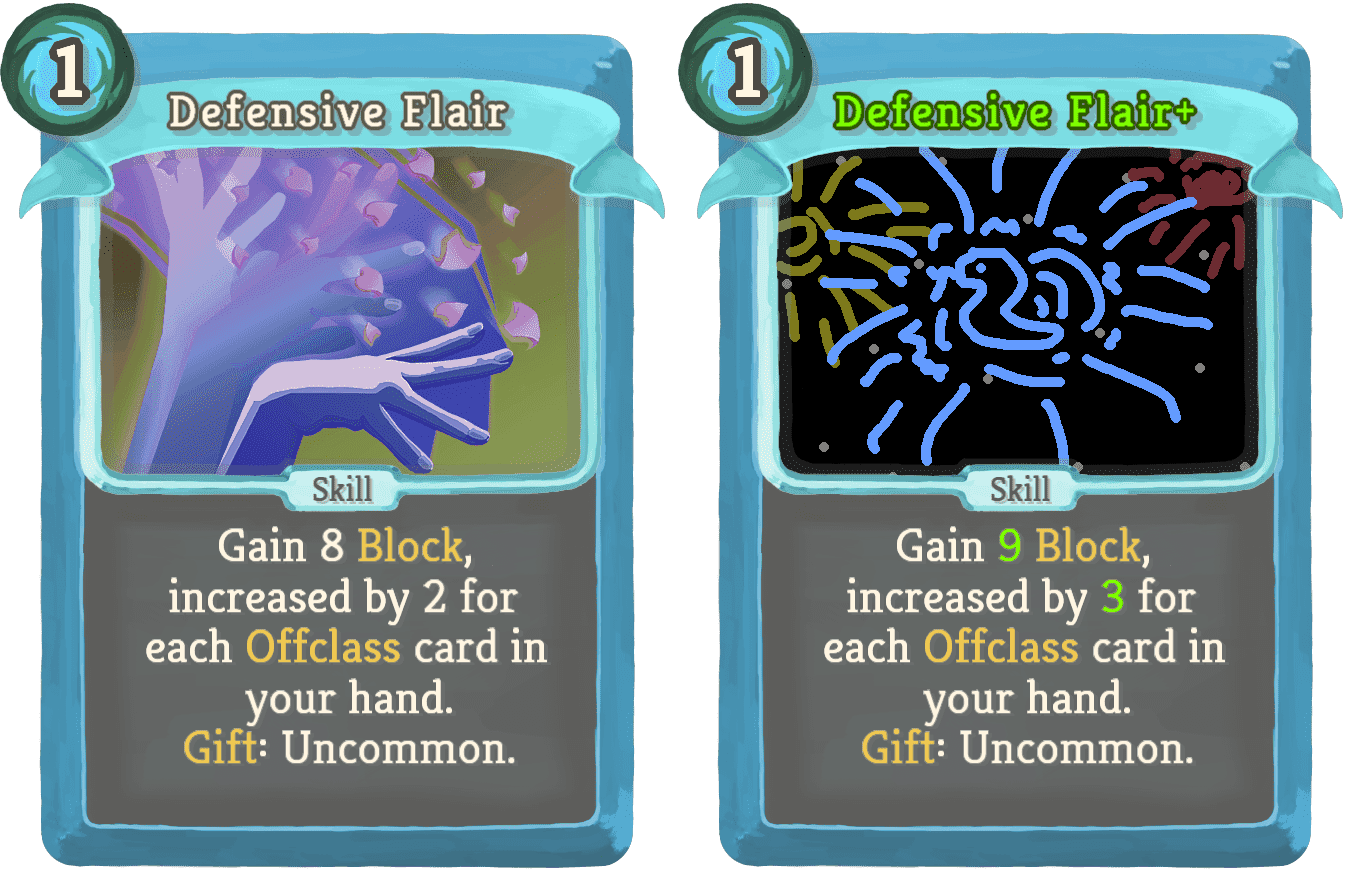 1
Defensive Flair
Skill
Gain 8 Block,
increased by 2 for
each Offclass card in
your hand.
Gift: Uncommon.
1
Defensive Flair+
Skill
Gain 9 Block,
increased by 3 for
each Offclass card in
your hand.
Gift: Uncommon.